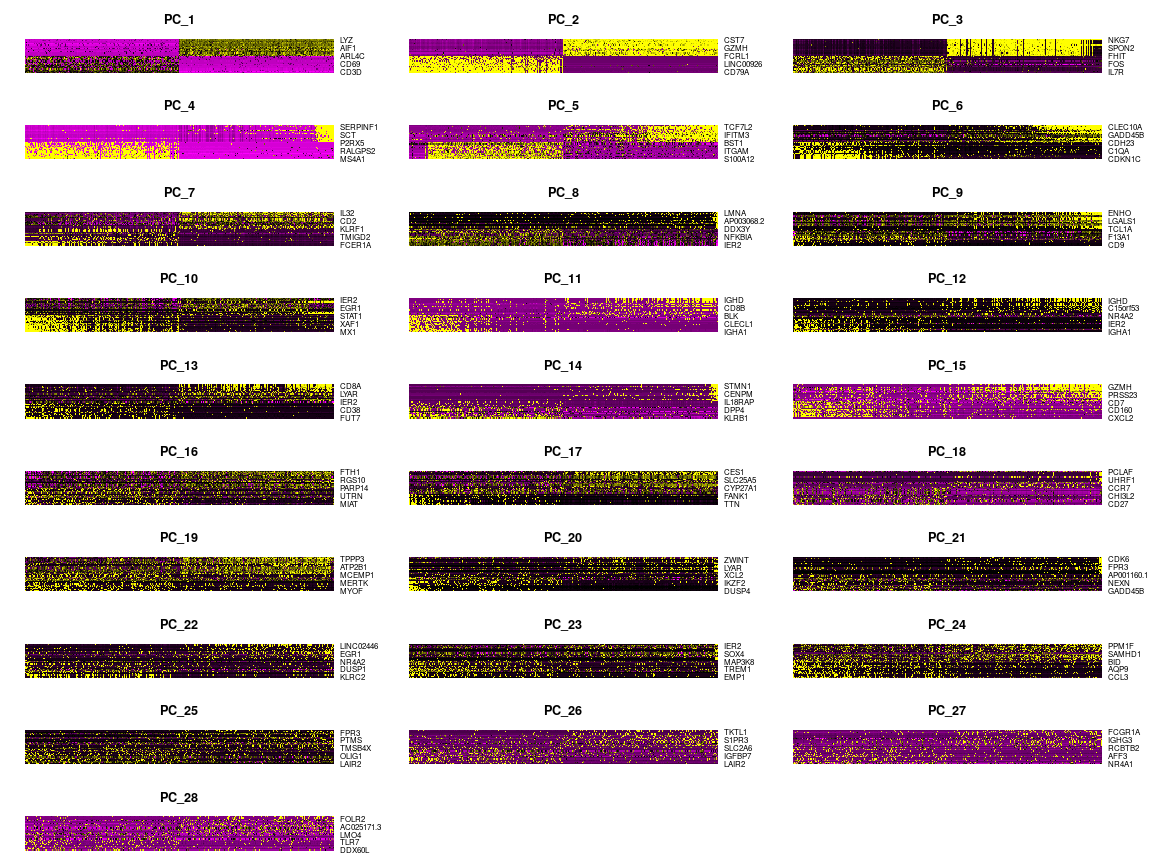 PC_1
LYZ
AIF1
ARL4C
CD69
CD3D
PC_2
CST7
GZMH
FCRL1
LINC00926
CD79A
PC_3
NKG7
SPON2
FHIT
FOS
IL7R
PC_4
SERPINF1
SCT
P2RX5
RALGPS2
MS4A1
PC_5
TCF7L2
IFITM3
BST1
ITGAM
S100A12
PC_6
CLEC10A
GADD45B
CDH23
C1QA
CDKN1C
PC_7
IL32
CD2
KLRF1
TMIGD2
FCER1A
PC_8
LMNA
AP003068.2
DDX3Y
NFKBIA
IER2
PC_9
ENHO
LGALS1
TCL1A
F13A1
CD9
PC_10
IER2
EGR1
STAT1
XAF1
MX1
PC_11
IGHD
CD8B
BLK
CLECL1
IGHA1
PC_12
IGHD
C15orf53
NR4A2
IER2
IGHA1
PC_13
CD8A
LYAR
IER2
CD38
FUT7
PC_14
STMN1
CENPM
IL18RAP
DPP4
KLRB1
PC_15
GZMH
PRSS23
CD7
CD160
CXCL2
PC_16
FTH1
RGS10
PARP14
UTRN
MIAT
PC_17
CES1
SLC25A5
CYP27A1
FANK1
TTN
PC_18
PCLAF
UHRF1
CCR7
CHI3L2
CD27
PC_19
TPPP3
ATP2B1
MCEMP1
MERTK
MYOF
PC_20
ZWINT
LYAR
XCL2
IKZF2
DUSP4
PC_21
CDK6
FPR3
AP001160.1
NEXN
GADD45B
PC_22
LINC02446
EGR1
NR4A2
DUSP1
KLRC2
PC_23
IER2
SOX4
MAP3K8
TREM1
EMP1
PC_24
PPM1F
SAMHD1
BID
AQP9
CCL3
PC_25
FPR3
PTMS
TMSB4X
OLIG1
LAIR2
PC_26
TKTL1
S1PR3
SLC2A6
IGFBP7
LAIR2
PC_27
FCGR1A
IGHG3
RCBTB2
AFF3
NR4A1
PC_28
FOLR2
AC025171.3
LMO4
TLR7
DDX60L